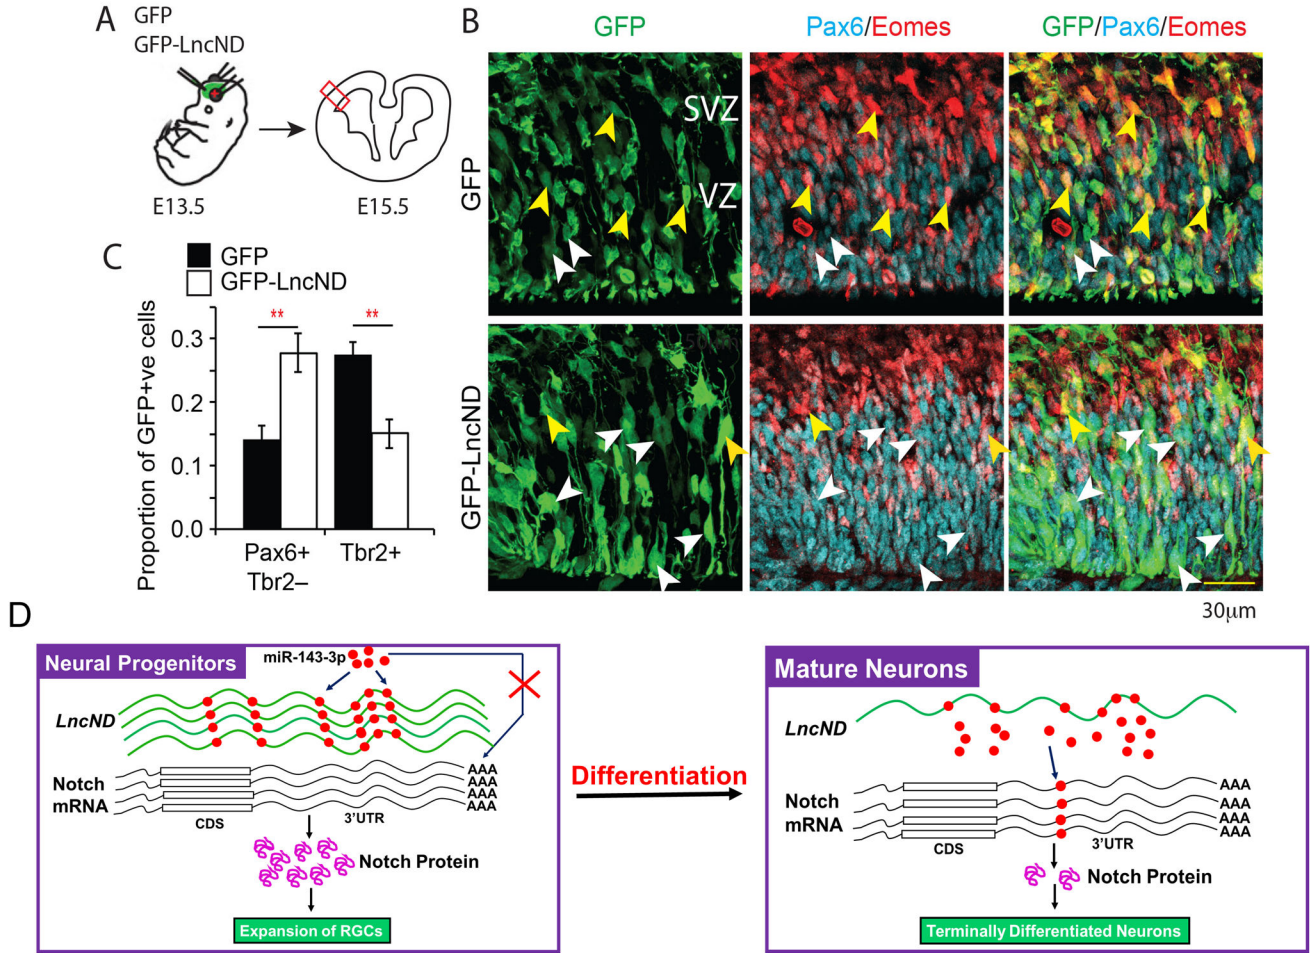 A
GFP
GFP-LncND
E13.5
E15.5
B
GFP
Pax6/Eomes
GFP/Pax6/Eomes
GFP
SVZ
VZ
GFP-LncND
30μm
C
GFP
GFP-LncND
Proportion of GFP+ve cells
0.3
0.2
0.1
0.0
**
**
Pax6+
Tbr2–
Tbr2+
D
Neural Progenitors
miR-143-3p
LncND
Notch
mRNA
AAA
AAA
AAA
AAA
CDS
3'UTR
Notch Protein
Expansion of RGCs
Differentiation
Mature Neurons
LncND
Notch
mRNA
AAA
AAA
AAA
AAA
CDS
3'UTR
Notch Protein
Terminally Differentiated Neurons